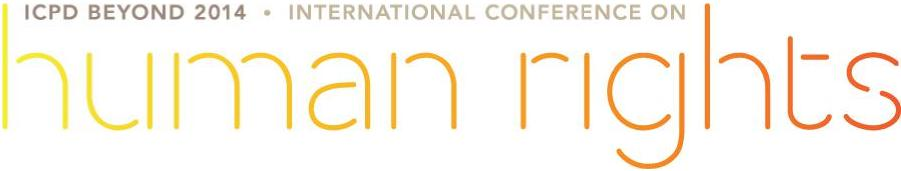 ICPD BEYOND 2014 • INTERNATIONAL CONFERENCE ON
human rights